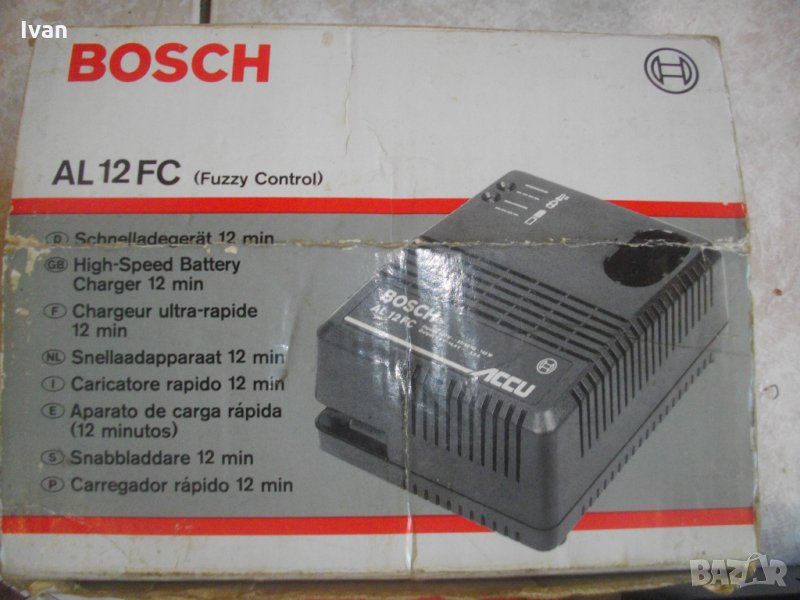 Ivan
BOSCH
AL 12 FC (Fuzzy Control)
D Schnelladegerät 12 min
GB High-Speed Battery
Charger 12 min
F Chargeur ultra-rapide
12 min
NL Snellaadapparaat 12 min
I Caricatore rapido 12 min
E Aparato de carga rápida
(12 minutos)
S Snabbladdare 12 min
P Carregador rápido 12 min
BOSCH
AL 12 FC
ACCU
BAZAR